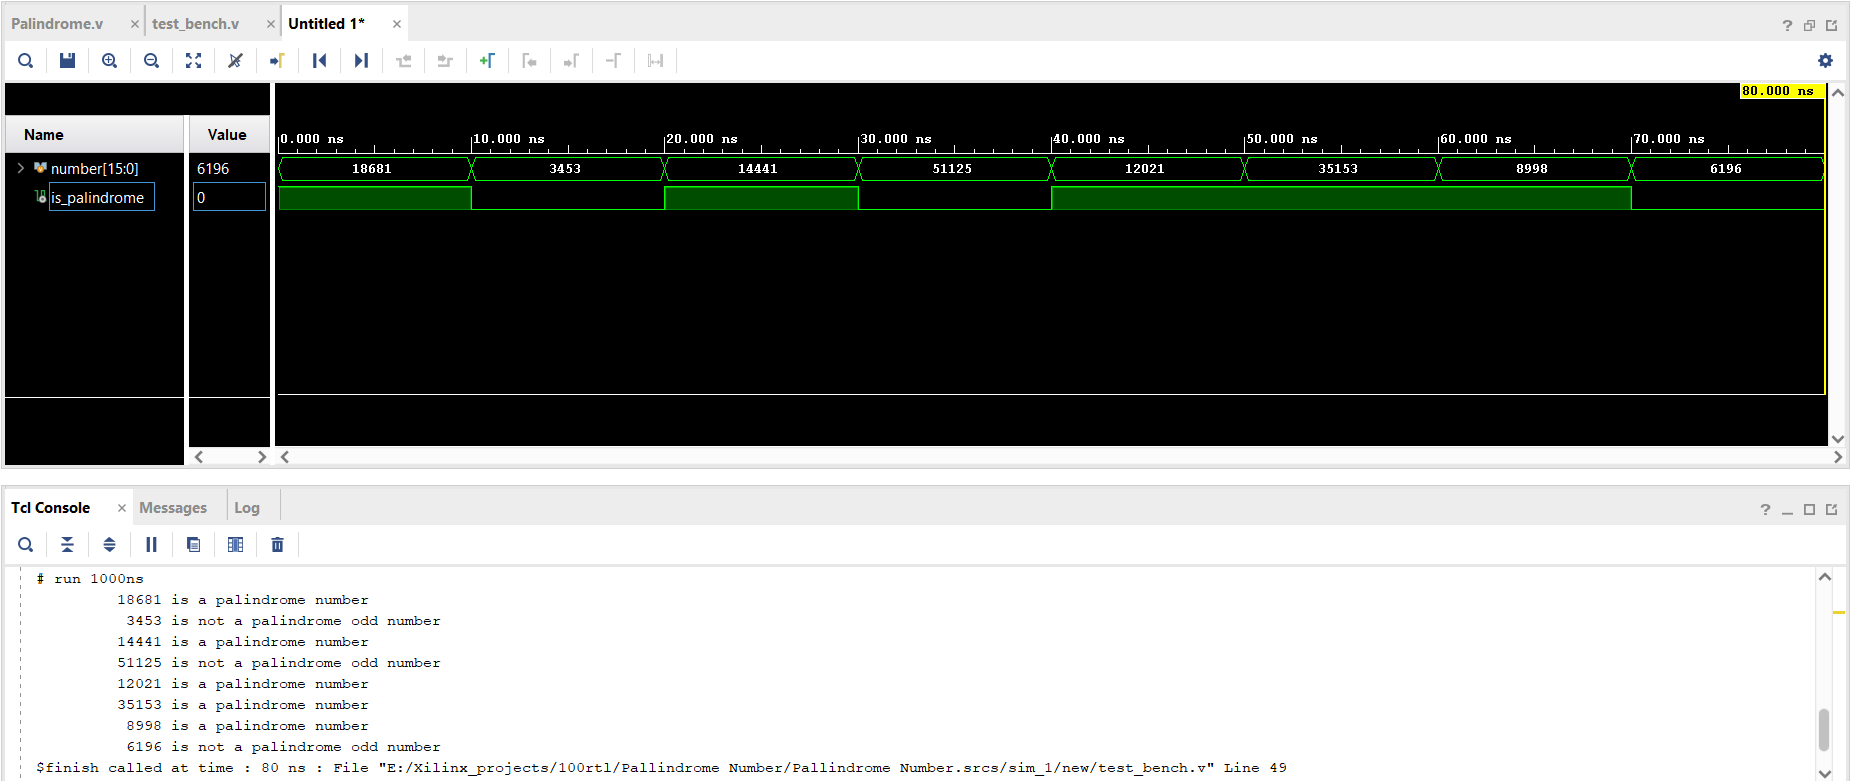 Palindrome.v × test_bench.v × Untitled 1* ×
80.000 ns
Name Value
0.000 ns 10.000 ns 20.000 ns 30.000 ns 40.000 ns 50.000 ns 60.000 ns 70.000 ns
number[15:0] 6196 18681 3453 14441 51125 12021 35153 8998 6196
is_palindrome 0
Tcl Console × Messages Log
# run 1000ns
18681 is a palindrome number
3453 is not a palindrome odd number
14441 is a palindrome number
51125 is not a palindrome odd number
12021 is a palindrome number
35153 is a palindrome number
8998 is a palindrome number
6196 is not a palindrome odd number
$finish called at time : 80 ns : File "E:/Xilinx_projects/100rtl/Pallindrome Number/Pallindrome Number.srcs/sim_1/new/test_bench.v" Line 49